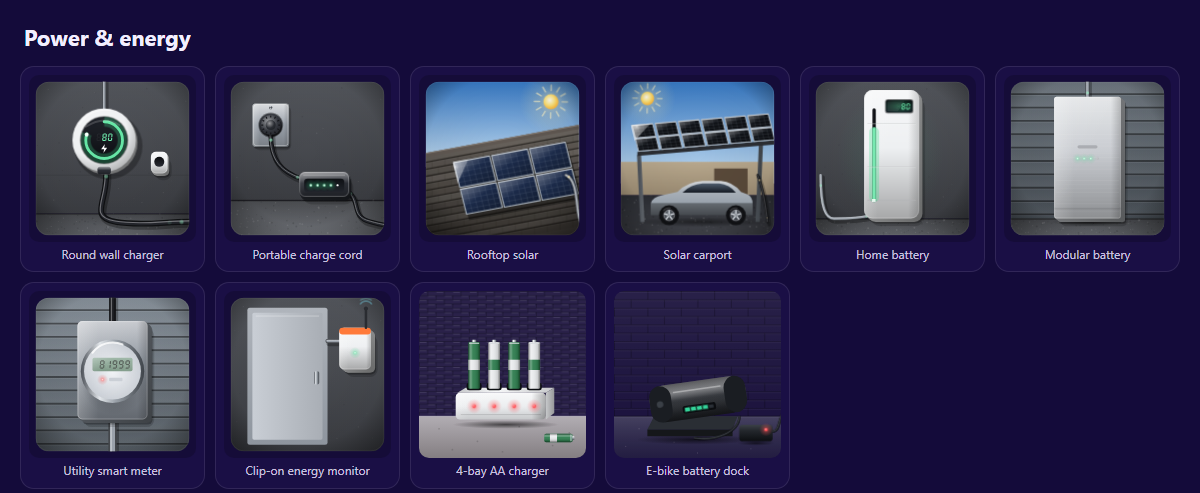 Power & energy
80
Round wall charger
Portable charge cord
Rooftop solar
Solar carport
80
Home battery
Modular battery
81999
Utility smart meter
Clip-on energy monitor
4-bay AA charger
E-bike battery dock